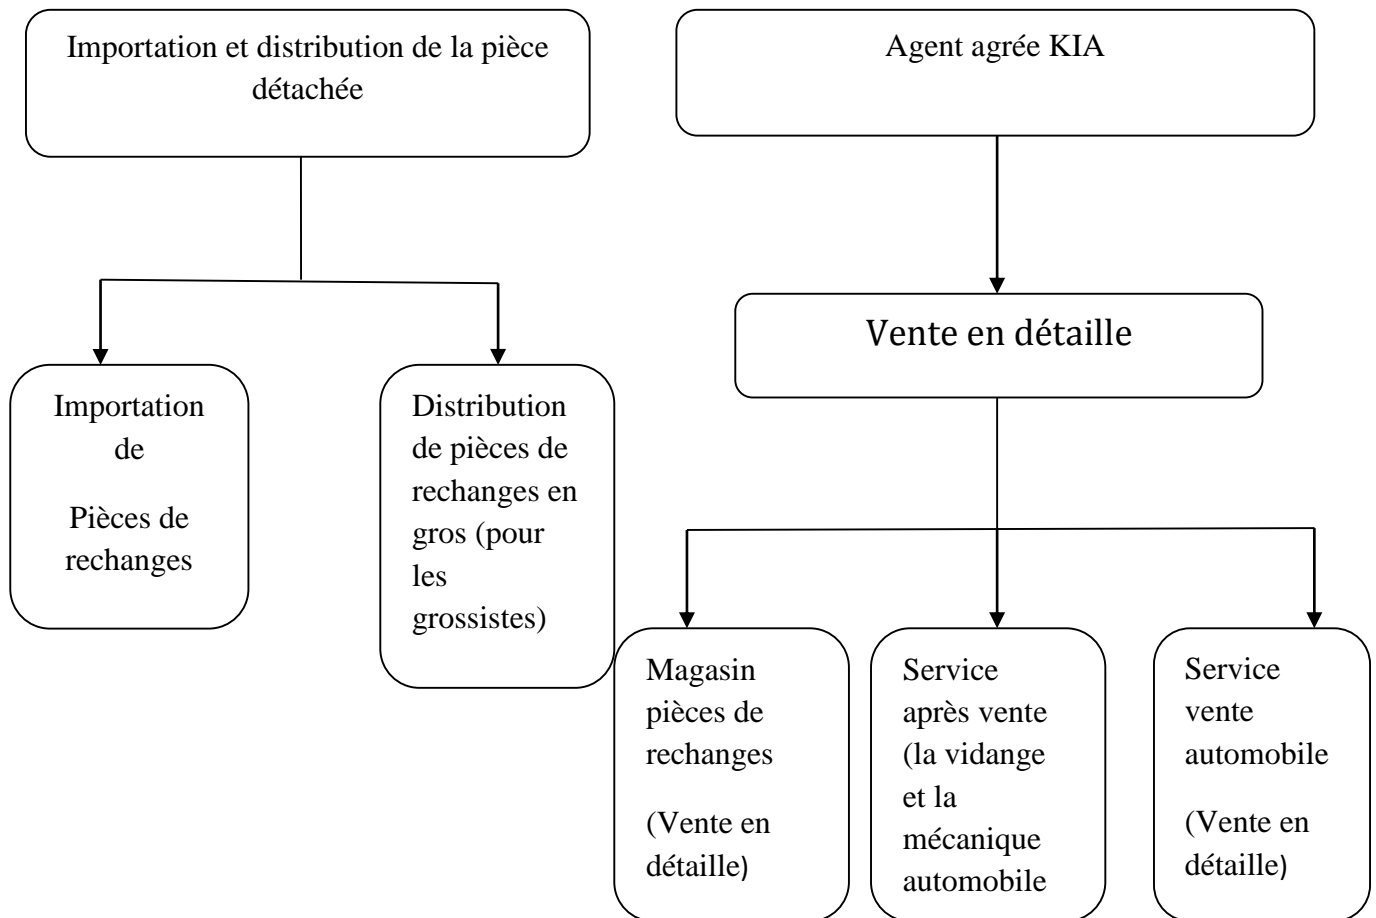 Importation et distribution de la pièce
détachée
Agent agrée KIA
Vente en détaille
Importation
de
Pièces de
rechanges
Distribution
de pièces de
rechanges en
gros (pour
les
grossistes)
Magasin
pièces de
rechanges
(Vente en
détaille)
Service
après vente
(la vidange
et la
mécanique
automobile
Service
vente
automobile
(Vente en
détaille)